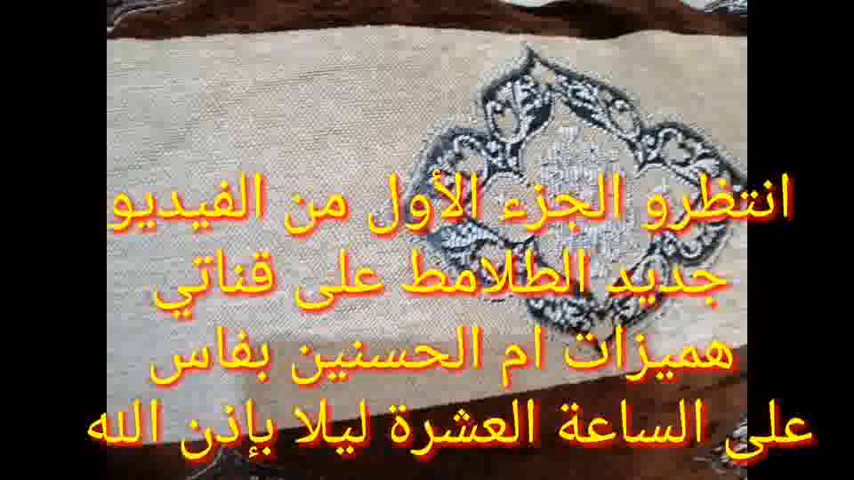 انتظرو الجزء الأول من الفيديو
جديد الطلامط على قناتي
هميزات ام الحسنين بفاس
على الساعة العشرة ليلا بإذن الله